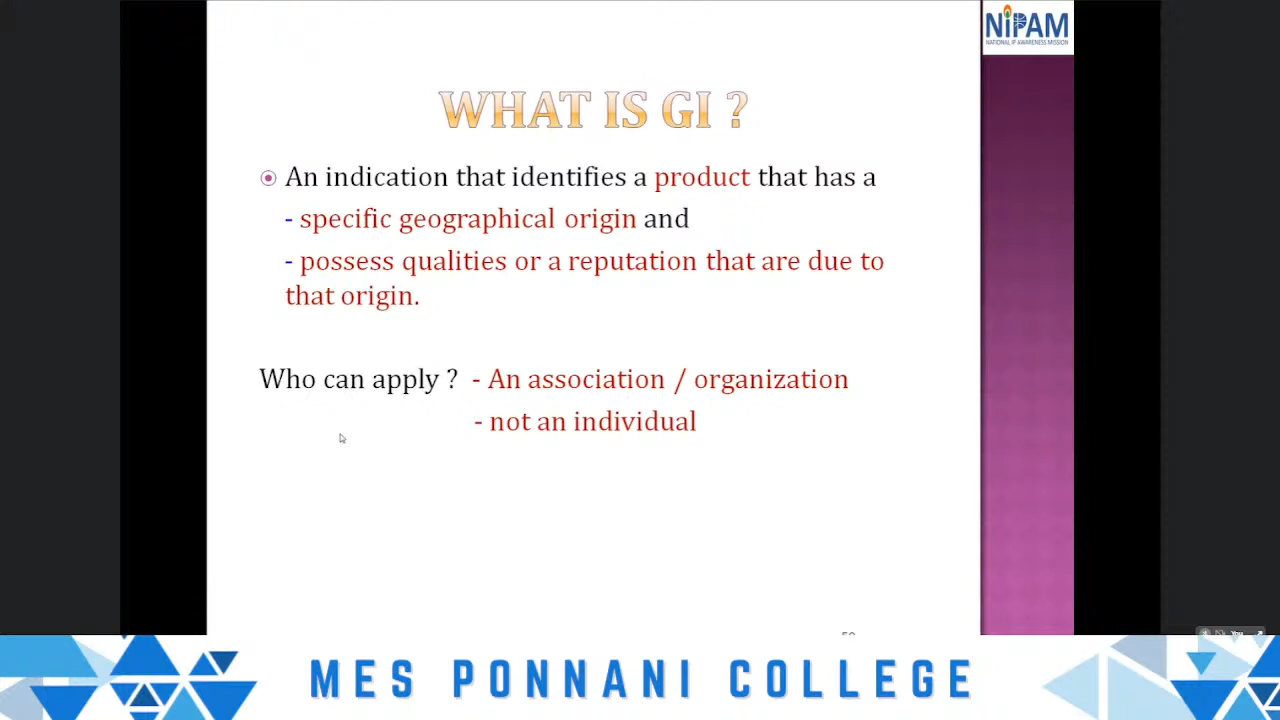 NiPAM
NATIONAL IP AWARENESS MISSION
WHAT IS GI ?
An indication that identifies a product that has a
- specific geographical origin and
- possess qualities or a reputation that are due to
that origin.
Who can apply ? - An association / organization
- not an individual
You
MES PONNANI COLLEGE